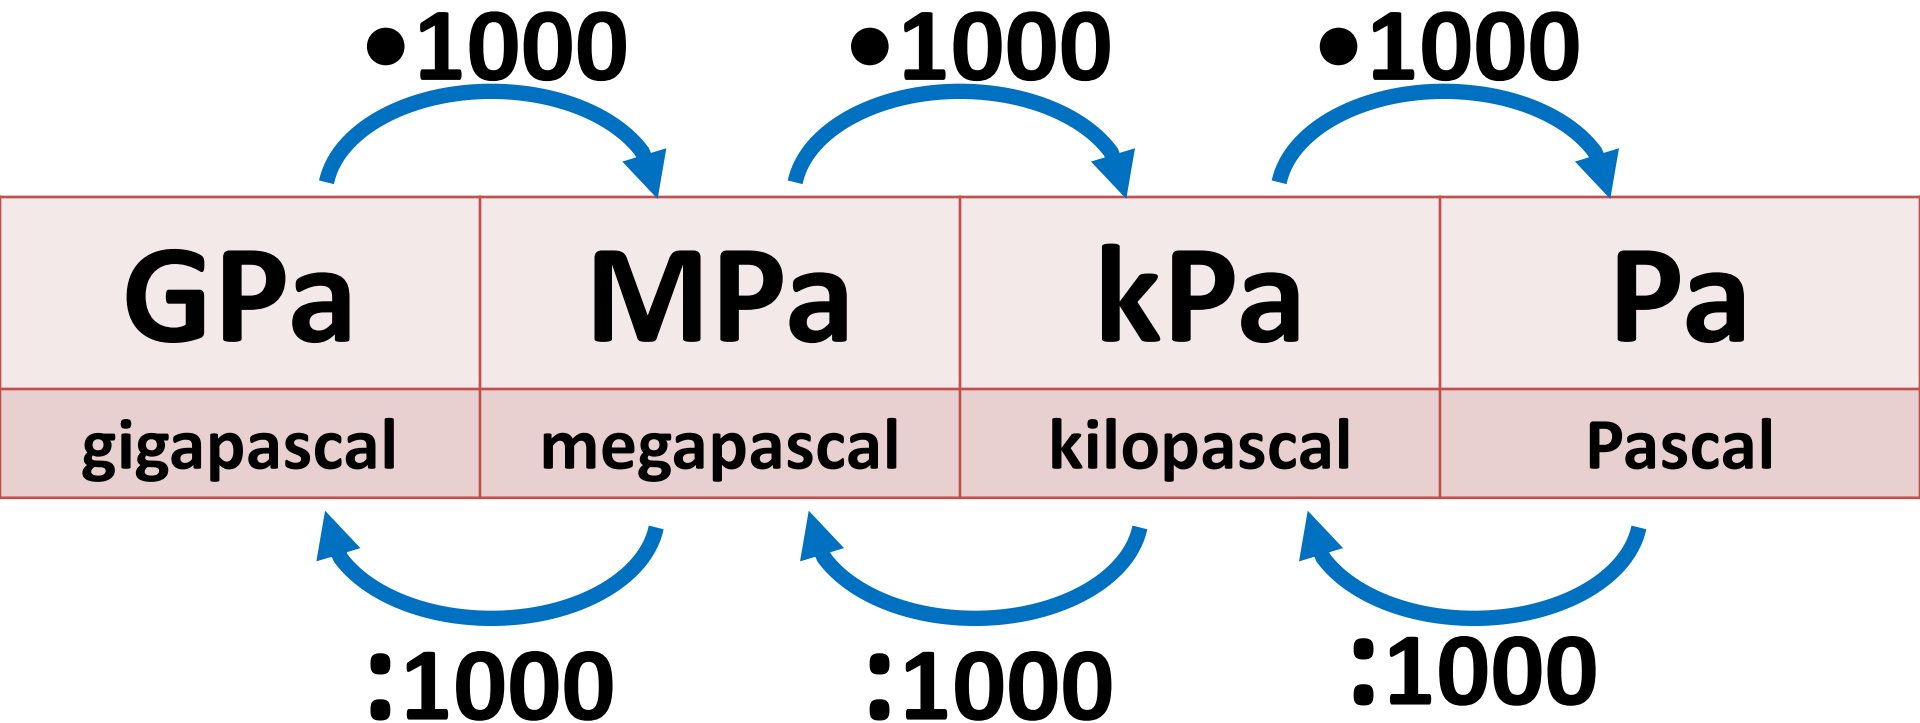 •1000 •1000 •1000
GPa MPa kPa Pa
gigapascal megapascal kilopascal Pascal
:1000 :1000 :1000